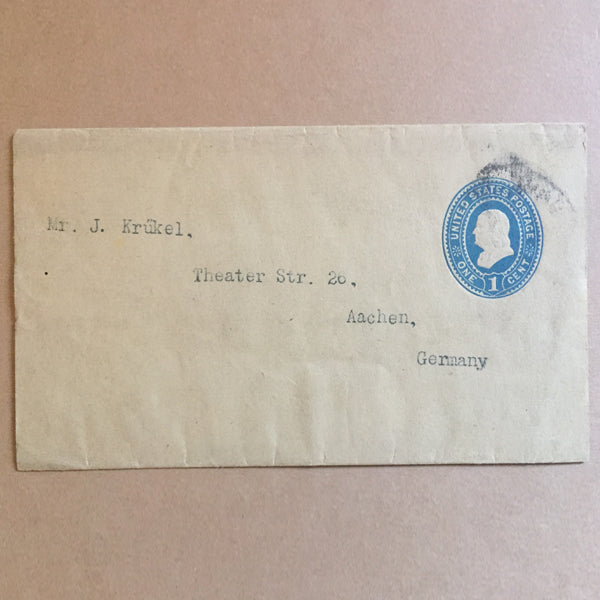 UNITED STATES POSTAGE
ONE 1 CENT
Mr. J. Krükel,
Theater Str. 26,
Aachen,
Germany